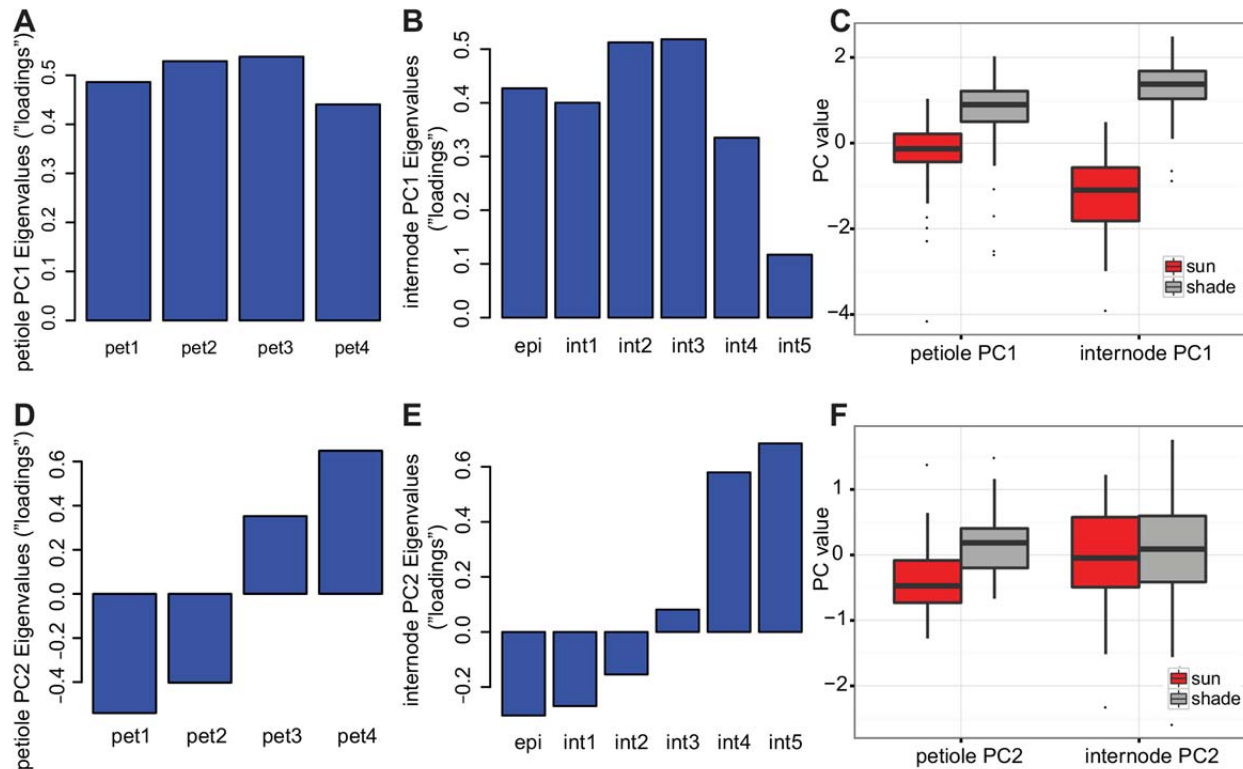 A
petiole PC1 Eigenvalues ("loadings")
0.0
0.1
0.2
0.3
0.4
0.5
pet1 pet2 pet3 pet4
B
internode PC1 Eigenvalues
("loadings")
0.0
0.1
0.2
0.3
0.4
0.5
epi int1 int2 int3 int4 int5
C
PC value
2
0
−2
−4
sun
shade
petiole PC1 internode PC1
D
petiole PC2 Eigenvalues ("loadings")
0.6
0.4
0.2
0.0
-0.2
-0.4
pet1 pet2 pet3 pet4
E
internode PC2 Eigenvalues
("loadings")
0.6
0.4
0.2
0.0
-0.2
epi int1 int2 int3 int4 int5
F
PC value
1
0
−1
−2
sun
shade
petiole PC2 internode PC2